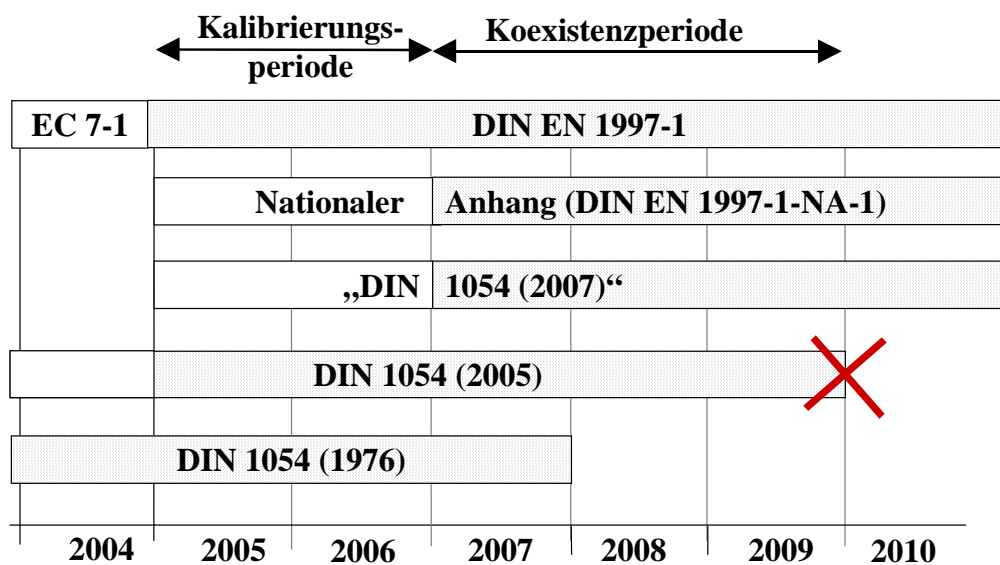 Kalibrierungs-
periode
Koexistenzperiode
EC 7-1
DIN EN 1997-1
Nationaler Anhang (DIN EN 1997-1-NA-1)
„DIN 1054 (2007)“
DIN 1054 (2005)
DIN 1054 (1976)
2004 2005 2006 2007 2008 2009 2010